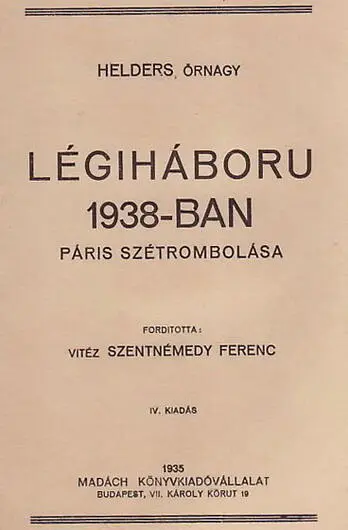 HELDERS, ŐRNAGY
LÉGIHÁBORU
1938-BAN
PÁRIS SZÉTROMBOLÁSA
FORDITOTTA:
VITÉZ SZENTNÉMEDY FERENC
IV. KIADÁS
1935
MADÁCH KÖNYVKIADÓVÁLLALAT
BUDAPEST, VII. KÁROLY KÖRUT 19